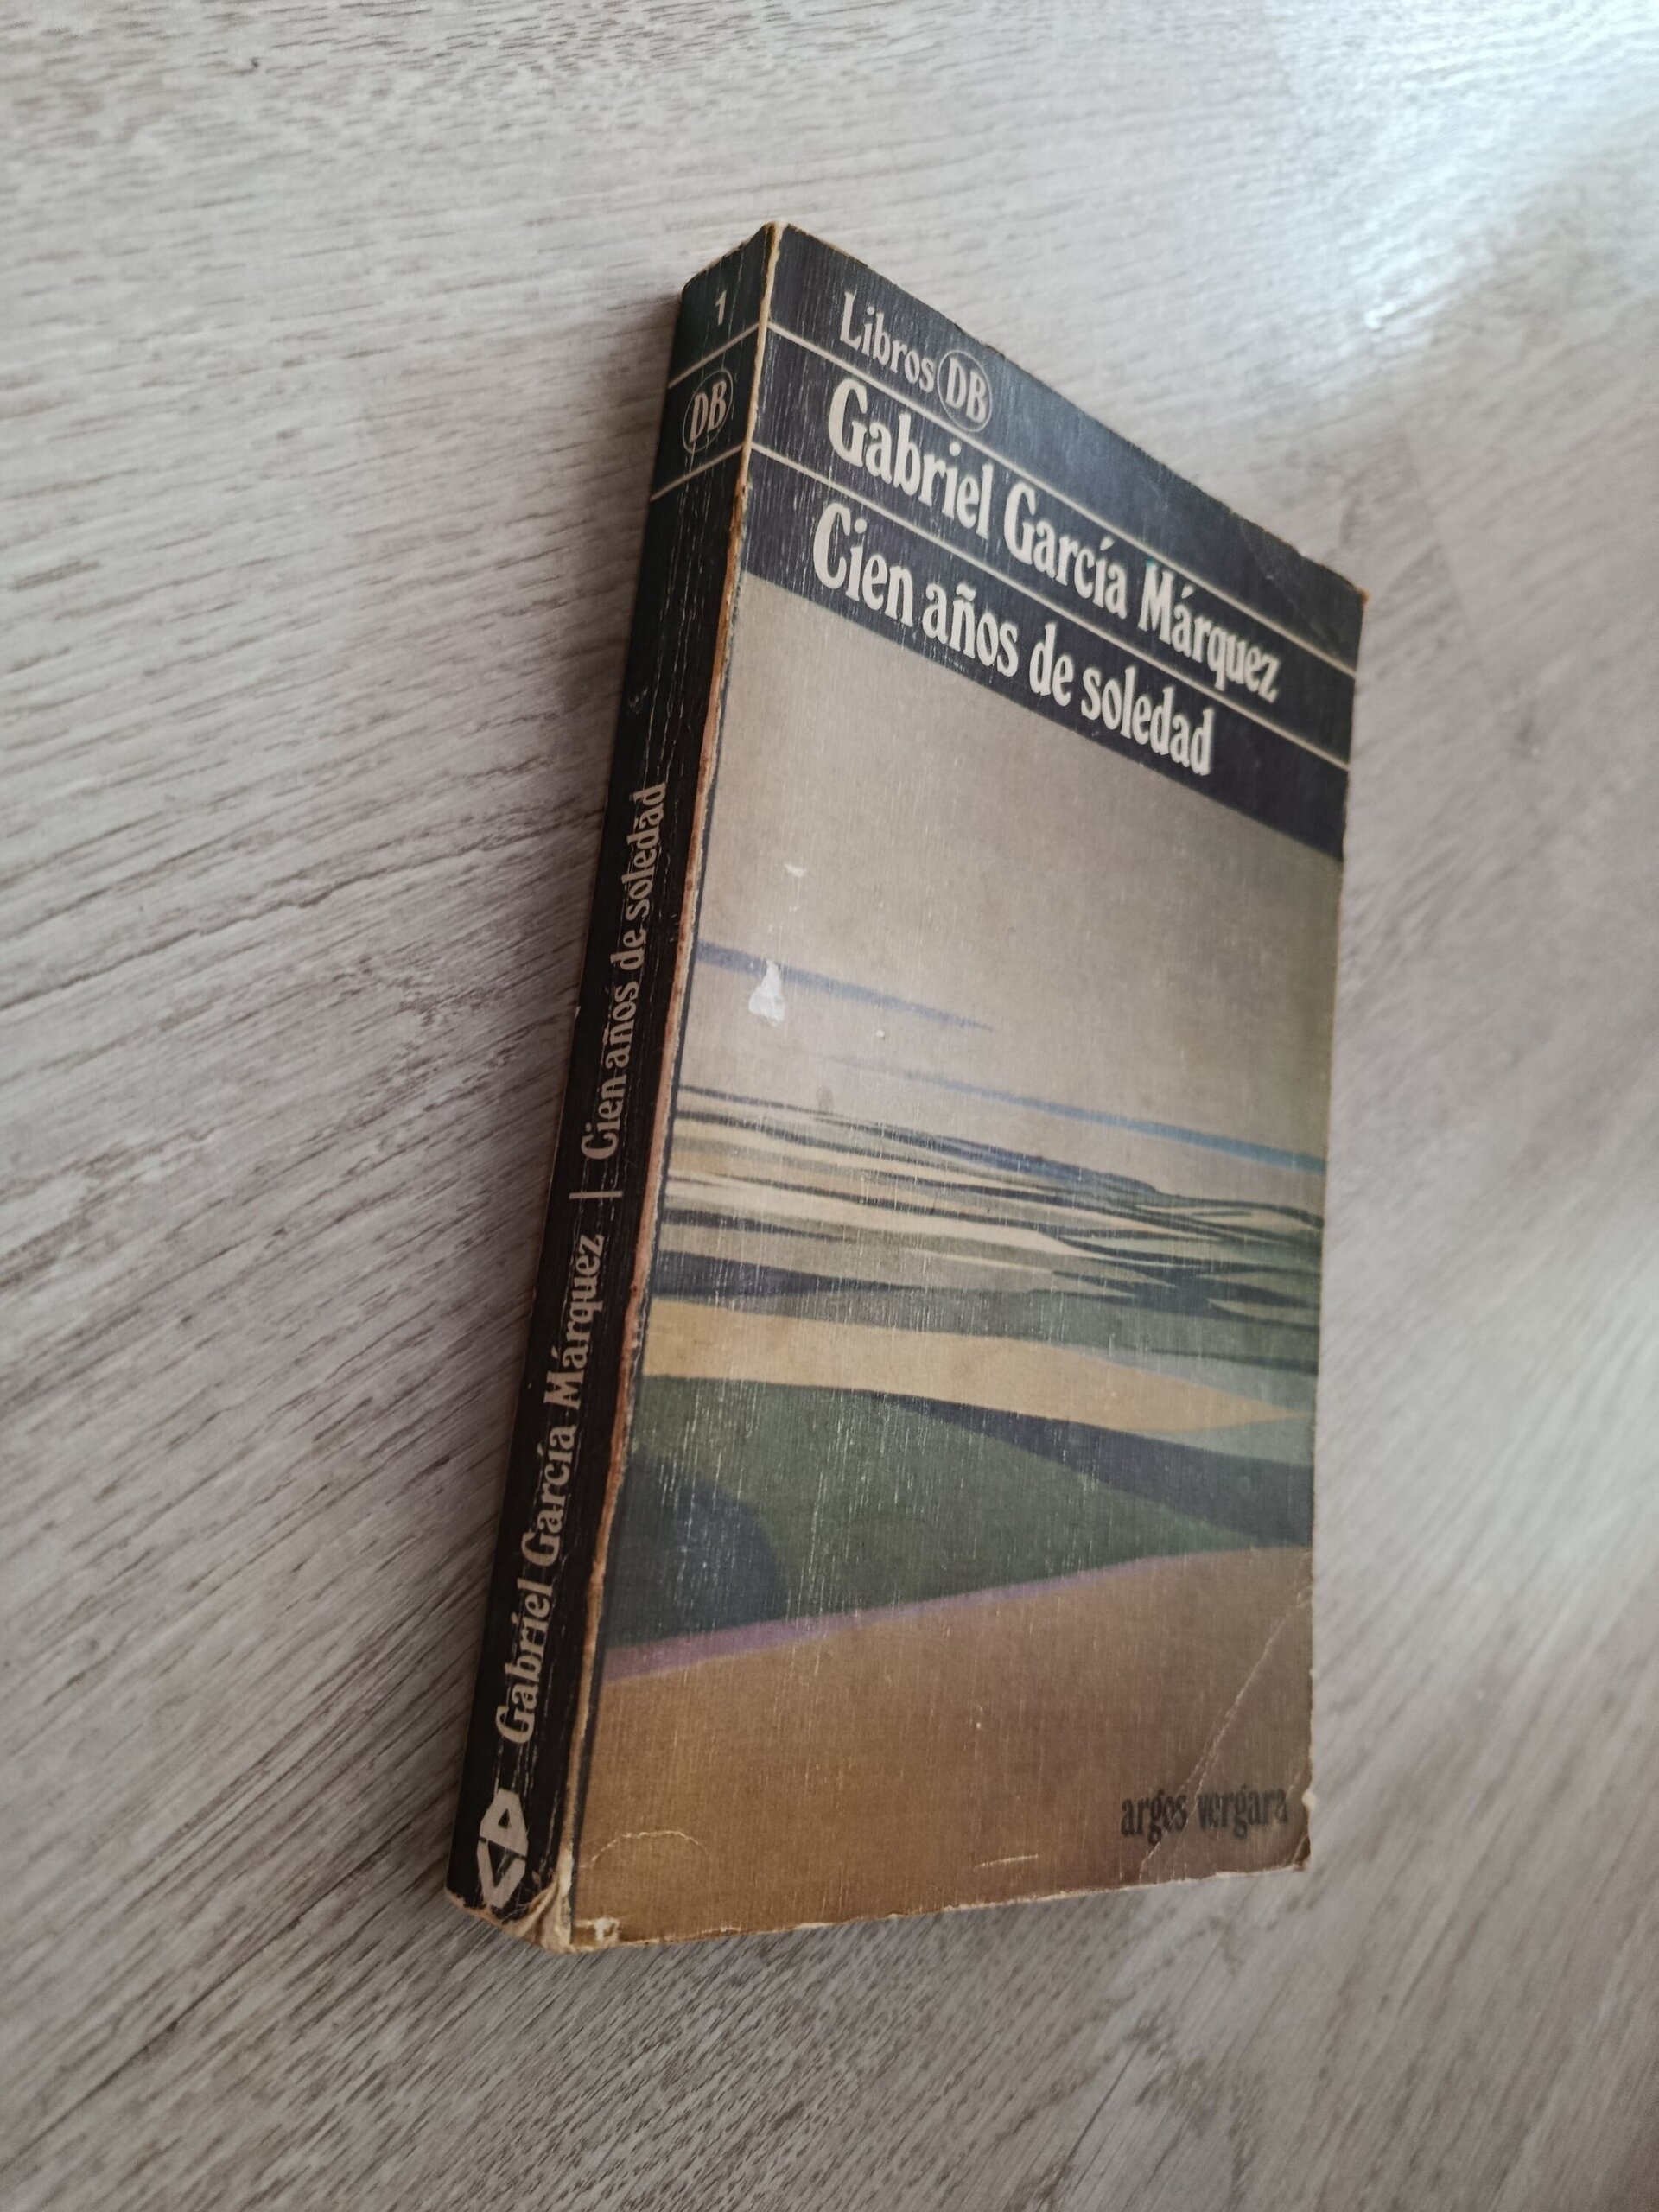 Libros DB
Gabriel García Márquez
Cien años de soledad
argos vergara
1
DB
Gabriel García Márquez | Cien años de soledad
AV